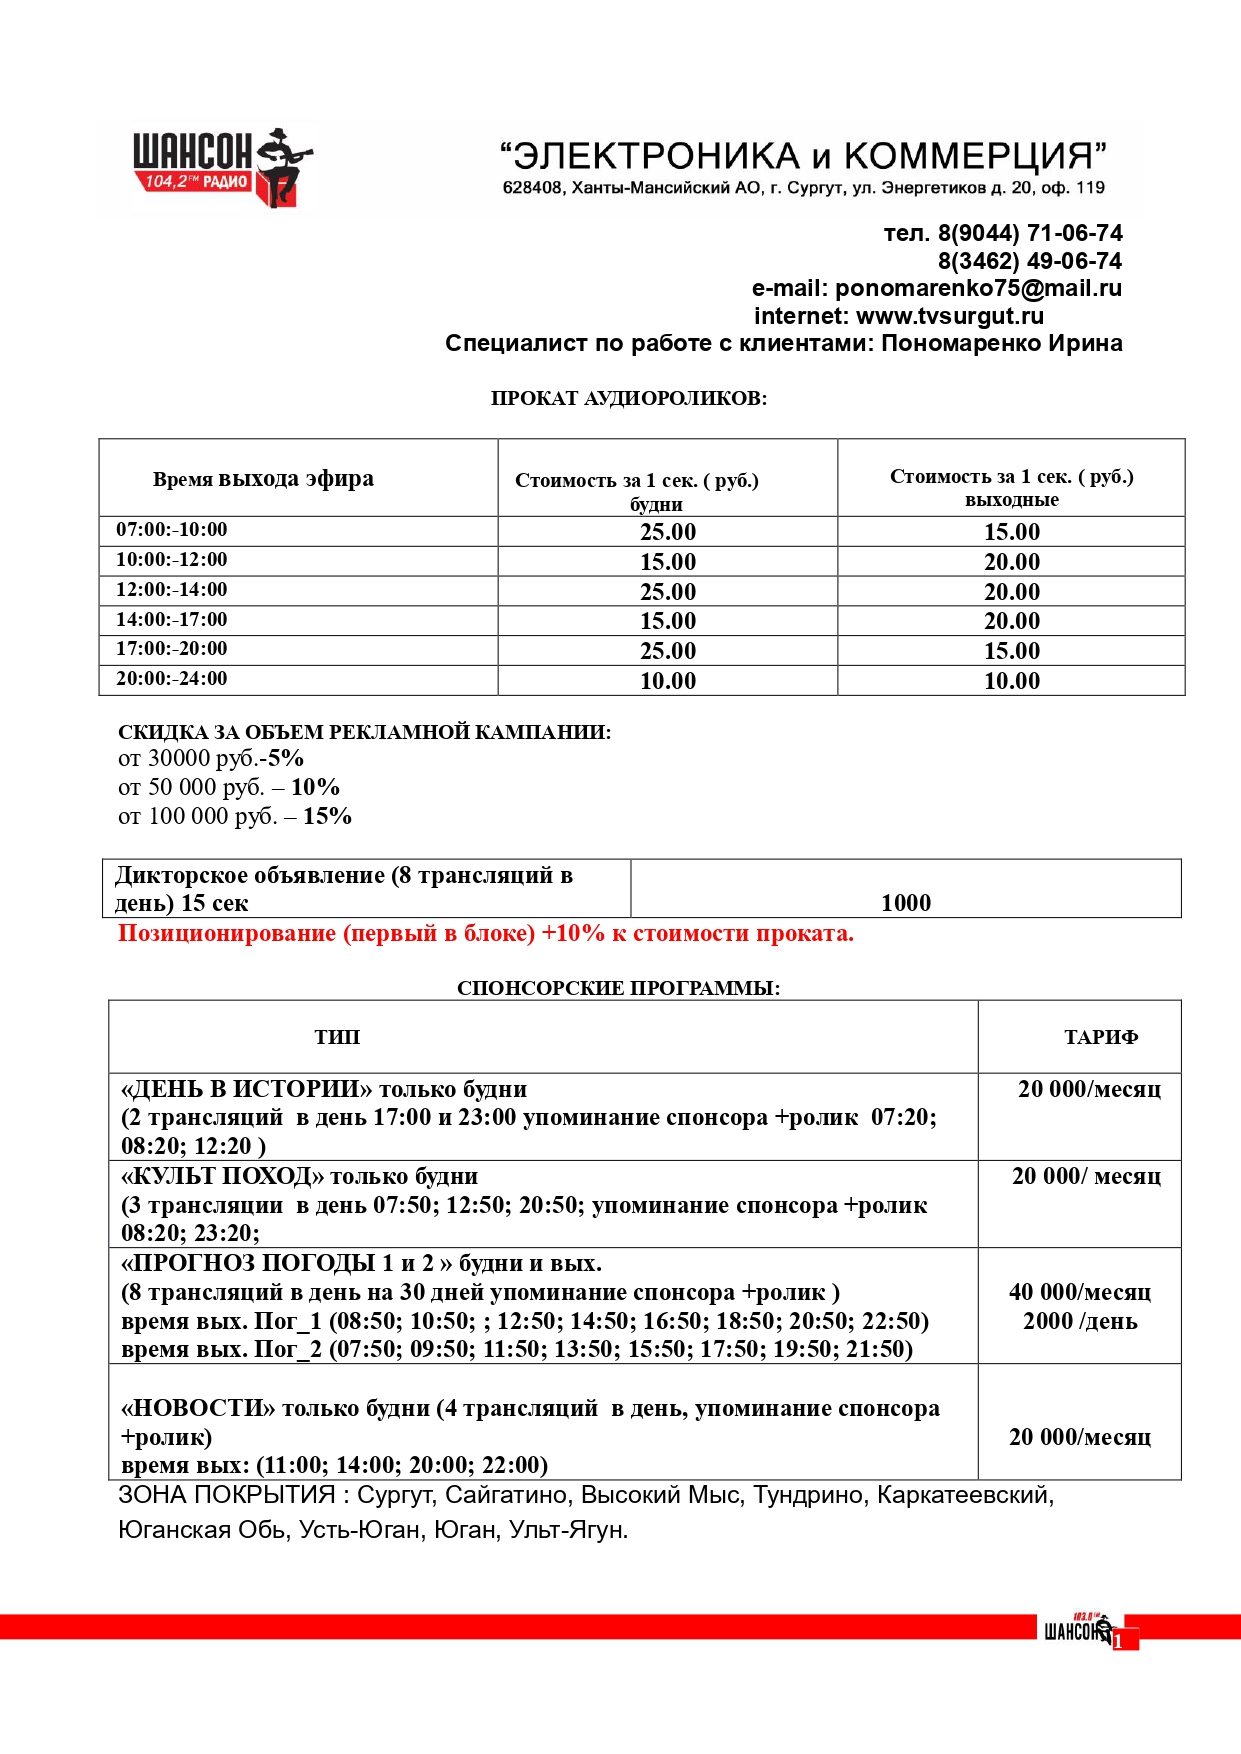 ШАНСОН
104,2 FM РАДИО
“ЭЛЕКТРОНИКА и КОММЕРЦИЯ”
628408, Ханты-Мансийский АО, г. Сургут, ул. Энергетиков д. 20, оф. 119
тел. 8(9044) 71-06-74
8(3462) 49-06-74
e-mail: ponomarenko75@mail.ru
internet: www.tvsurgut.ru
Специалист по работе с клиентами: Пономаренко Ирина
ПРОКАТ АУДИОРОЛИКОВ:
Время выхода эфира
Стоимость за 1 сек. ( руб.)
будни
Стоимость за 1 сек. ( руб.)
выходные
07:00:-10:00 25.00 15.00
10:00:-12:00 15.00 20.00
12:00:-14:00 25.00 20.00
14:00:-17:00 15.00 20.00
17:00:-20:00 25.00 15.00
20:00:-24:00 10.00 10.00
СКИДКА ЗА ОБЪЕМ РЕКЛАМНОЙ КАМПАНИИ:
от 30000 руб.-5%
от 50 000 руб. – 10%
от 100 000 руб. – 15%
Дикторское объявление (8 трансляций в
день) 15 сек 1000
Позиционирование (первый в блоке) +10% к стоимости проката.
СПОНСОРСКИЕ ПРОГРАММЫ:
ТИП ТАРИФ
«ДЕНЬ В ИСТОРИИ» только будни 20 000/месяц
(2 трансляций в день 17:00 и 23:00 упоминание спонсора +ролик 07:20;
08:20; 12:20 )
«КУЛЬТ ПОХОД» только будни 20 000/ месяц
(3 трансляции в день 07:50; 12:50; 20:50; упоминание спонсора +ролик
08:20; 23:20;
«ПРОГНОЗ ПОГОДЫ 1 и 2 » будни и вых.
(8 трансляций в день на 30 дней упоминание спонсора +ролик ) 40 000/месяц
время вых. Пог_1 (08:50; 10:50; ; 12:50; 14:50; 16:50; 18:50; 20:50; 22:50) 2000 /день
время вых. Пог_2 (07:50; 09:50; 11:50; 13:50; 15:50; 17:50; 19:50; 21:50)
«НОВОСТИ» только будни (4 трансляций в день, упоминание спонсора
+ролик) 20 000/месяц
время вых: (11:00; 14:00; 20:00; 22:00)
ЗОНА ПОКРЫТИЯ : Сургут, Сайгатино, Высокий Мыс, Тундрино, Каркатеевский,
Юганская Обь, Усть-Юган, Юган, Ульт-Ягун.
103.0 FM
ШАНСОН
1